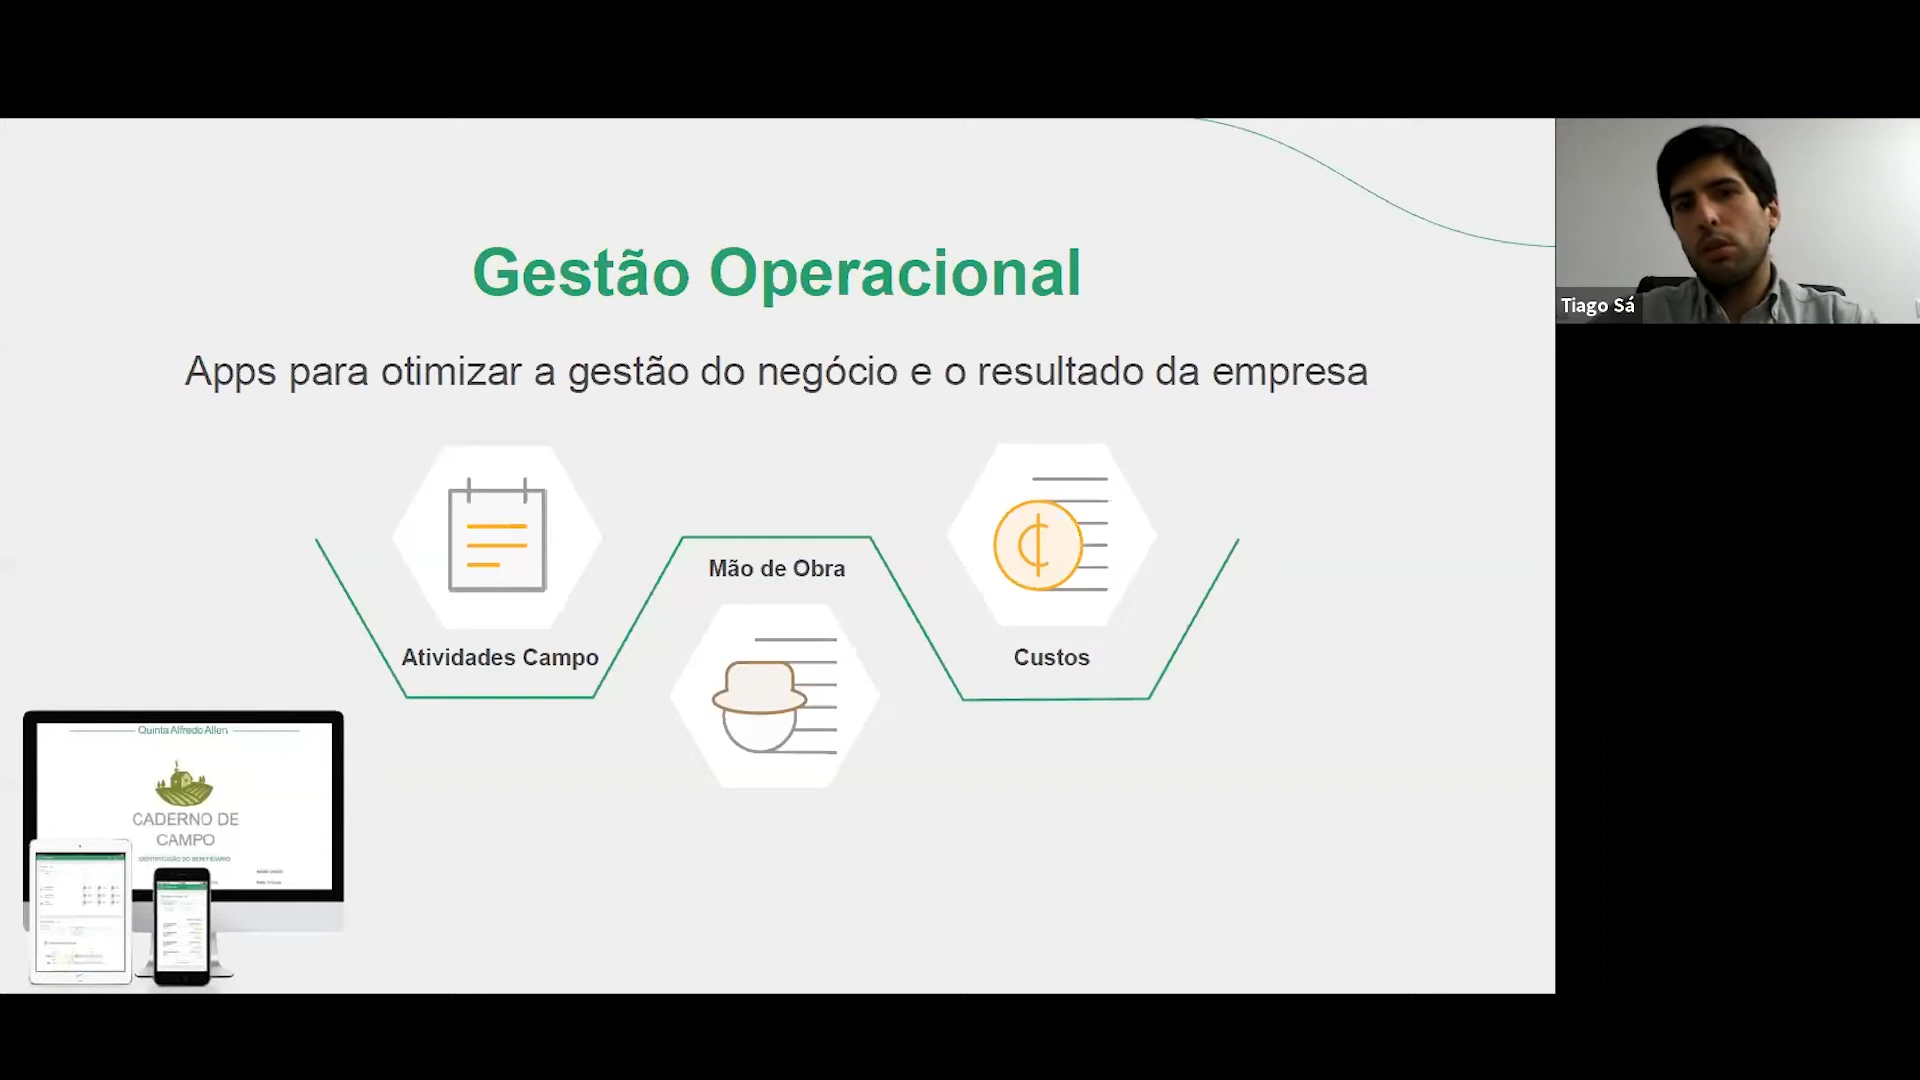 Gestão Operacional
Apps para otimizar a gestão do negócio e o resultado da empresa
Mão de Obra
Atividades Campo
Custos
Quinta Alfredo Allen
CADERNO DE
CAMPO
Tiago Sá